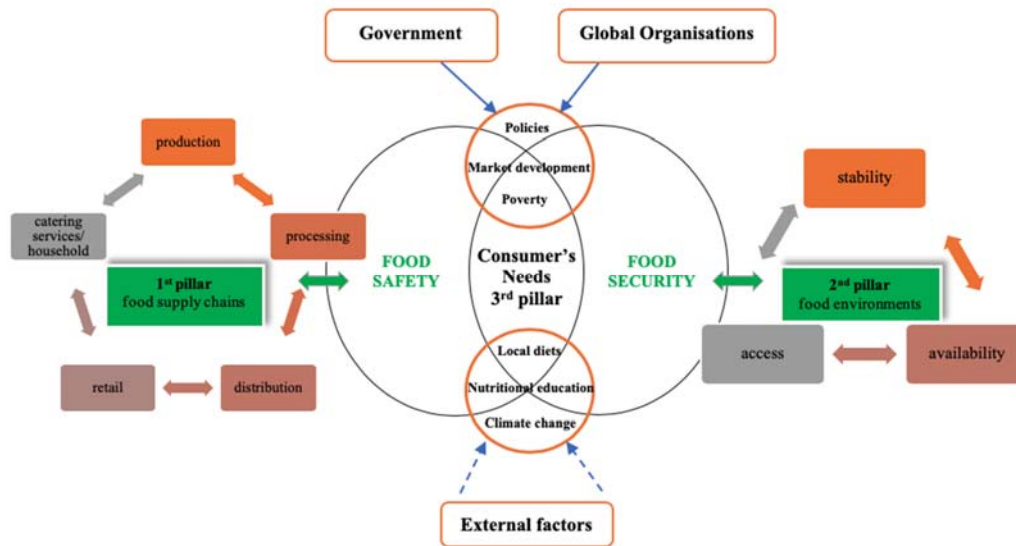 Government
Global Organisations
Policies
Market development
Poverty
production
catering
services/
household
processing
1st pillar
food supply chains
retail
distribution
FOOD
SAFETY
Consumer's
Needs
3rd pillar
FOOD
SECURITY
stability
2nd pillar
food environments
access
availability
Local diets
Nutritional education
Climate change
External factors